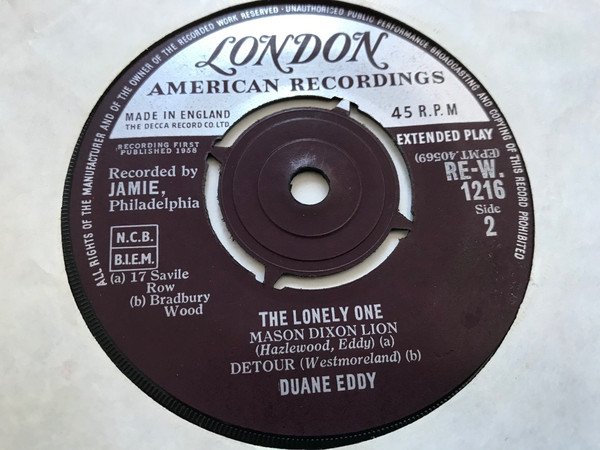 ALL RIGHTS OF THE MANUFACTURER AND OF THE OWNER OF THE RECORDED WORK RESERVED · UNAUTHORISED PUBLIC PERFORMANCE BROADCASTING AND COPYING OF THIS RECORD PROHIBITED
LONDON
AMERICAN RECORDINGS
MADE IN ENGLAND
THE DECCA RECORD CO. LTD.
45 R.P.M
EXTENDED PLAY
RECORDING FIRST
PUBLISHED 1958
(EPMT.40569)
Recorded by
JAMIE,
Philadelphia
RE-W.
1216
Side
2
N.C.B.
B.I.E.M.
(a) 17 Savile
Row
(b) Bradbury
Wood
THE LONELY ONE
MASON DIXON LION
(Hazlewood, Eddy) (a)
DETOUR (Westmoreland) (b)
DUANE EDDY